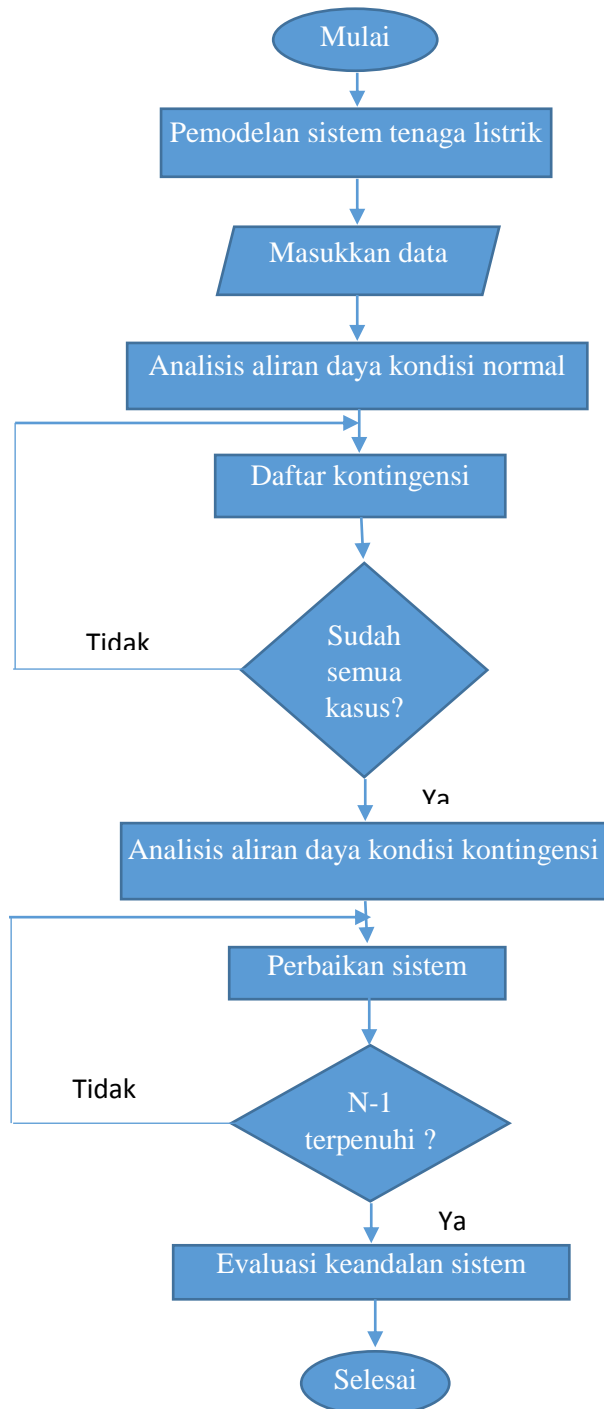 Mulai
Pemodelan sistem tenaga listrik
Masukkan data
Analisis aliran daya kondisi normal
Daftar kontingensi
Sudah
semua
kasus?
Tidak
Ya
Analisis aliran daya kondisi kontingensi
Perbaikan sistem
N-1
terpenuhi ?
Tidak
Ya
Evaluasi keandalan sistem
Selesai